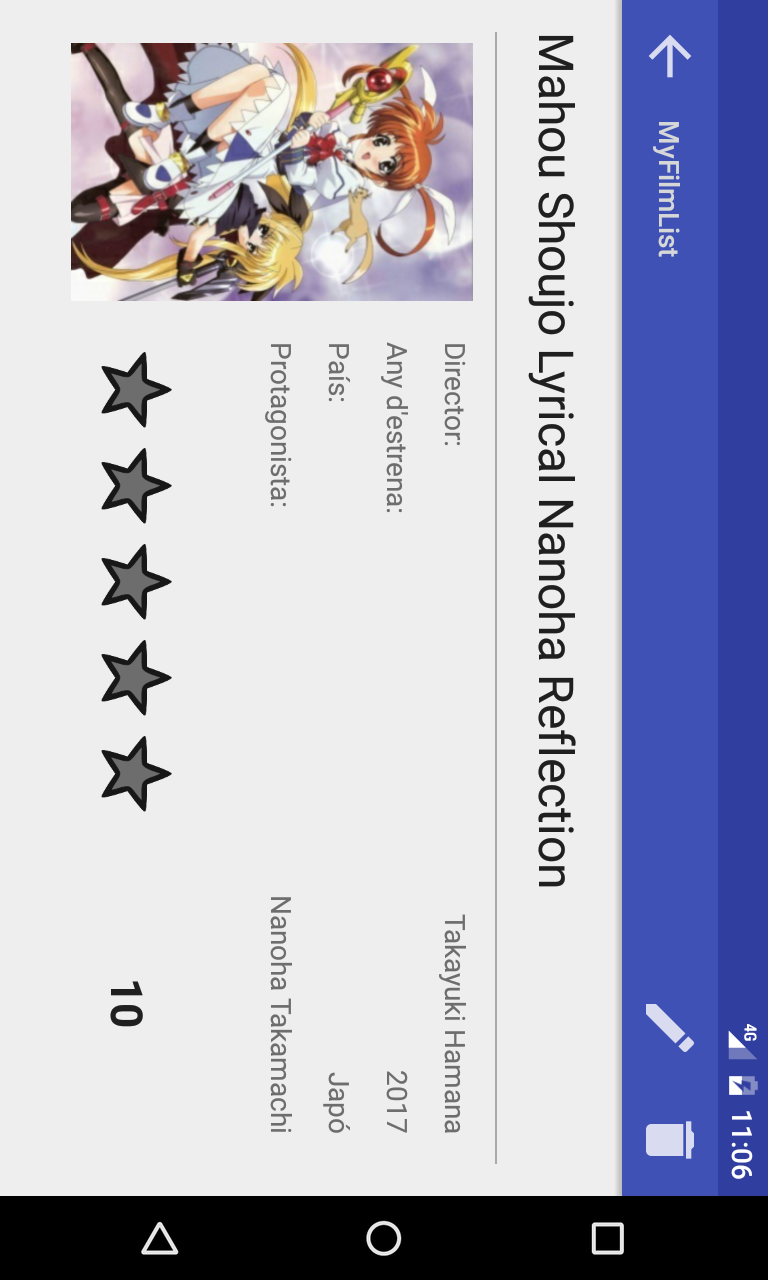 4G 11:06
MyFilmList
Mahou Shoujo Lyrical Nanoha Reflection
Director: Takayuki Hamana
Any d'estrena: 2017
País: Japó
Protagonista: Nanoha Takamachi
10